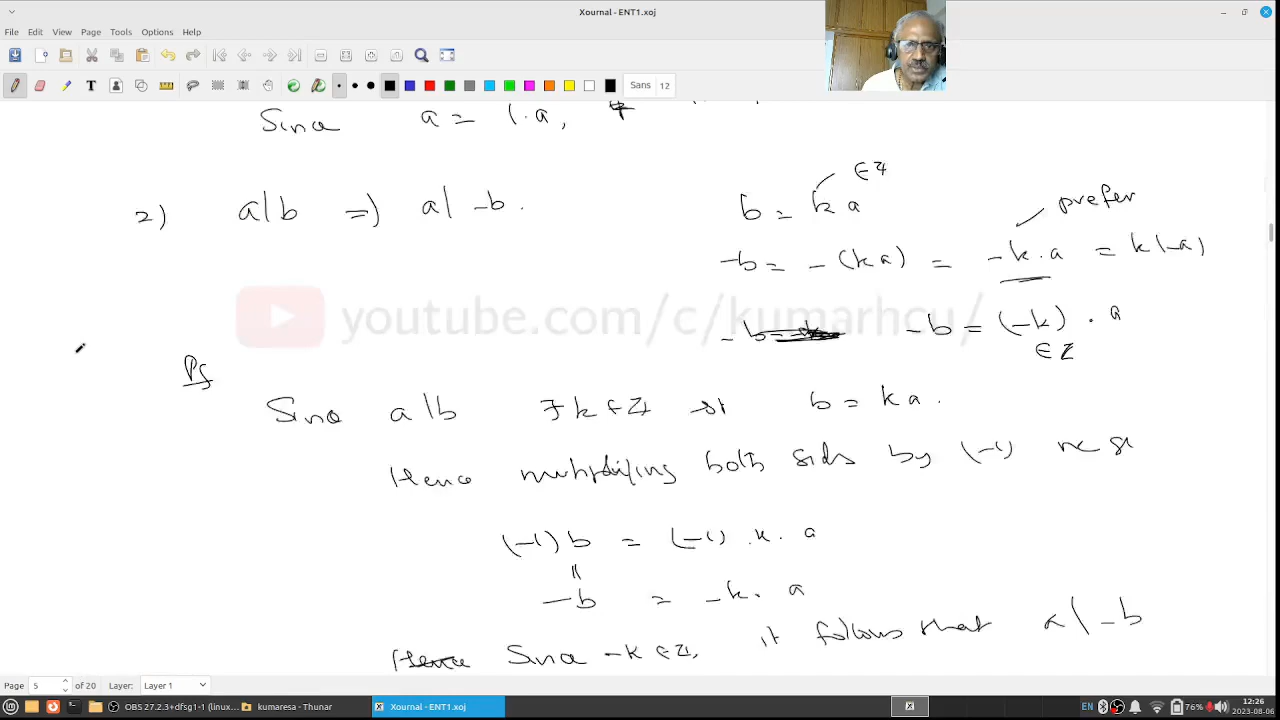 Xournal - ENT1.xoj
File Edit View Page Tools Options Help
Sans 12
Since a = 1.a,
2) a|b => a| -b.
b = k a
∈ Z
-b = -(ka) = -k.a = k(-a)
prefer
youtube.com/c/kumarhcu/
-b = (-k) . a
∈ Z
Pf
Since a|b ∃ k ∈ Z st b = ka.
Hence multiplying both sides by (-1) we get
(-1) b = (-1) . k . a
=
-b = -k. a
Since -k ∈ Z, it follows that a| -b
Page 5 of 20 Layer: Layer 1
OBS 27.2.3+dfsg1-1 (linux... kumaresa - Thunar Xournal - ENT1.xoj EN 76% 12:26
2023-08-06